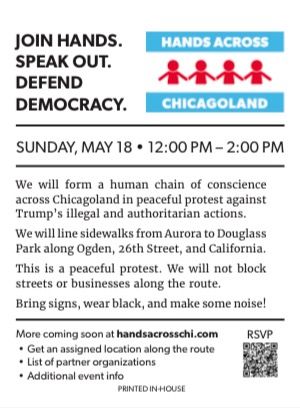 JOIN HANDS.
SPEAK OUT.
DEFEND
DEMOCRACY.
HANDS ACROSS
CHICAGOLAND
SUNDAY, MAY 18 • 12:00 PM – 2:00 PM
We will form a human chain of conscience
across Chicagoland in peaceful protest against
Trump's illegal and authoritarian actions.
We will line sidewalks from Aurora to Douglass
Park along Ogden, 26th Street, and California.
This is a peaceful protest. We will not block
streets or businesses along the route.
Bring signs, wear black, and make some noise!
More coming soon at handsacrosschi.com
• Get an assigned location along the route
• List of partner organizations
• Additional event info
RSVP
PRINTED IN-HOUSE